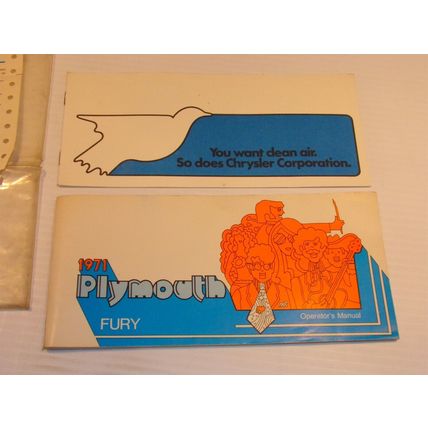 You want clean air.
So does Chrysler Corporation.
1971
Plymouth
FURY
Operator's Manual